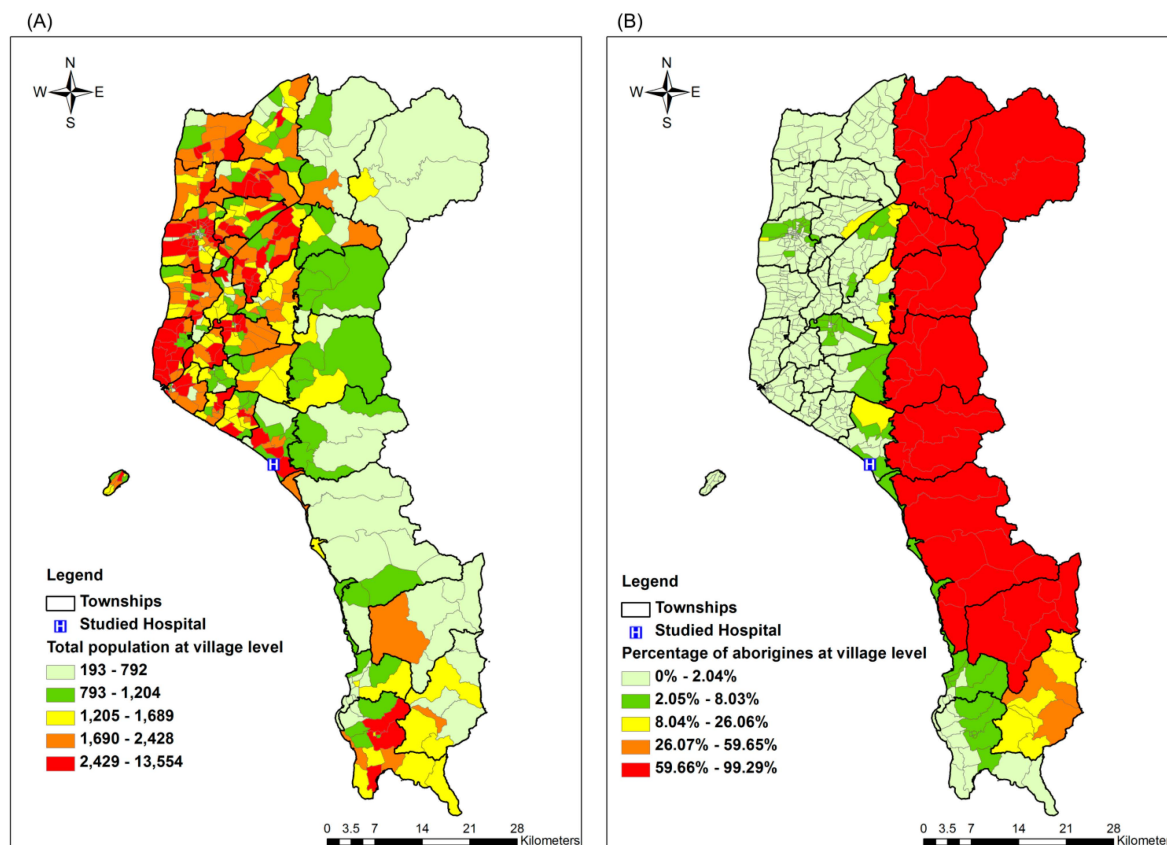 (A)
N
W E
S
Legend
Townships
H Studied Hospital
Total population at village level
193 - 792
793 - 1,204
1,205 - 1,689
1,690 - 2,428
2,429 - 13,554
H
0 3.5 7 14 21 28
Kilometers
(B)
N
W E
S
Legend
Townships
H Studied Hospital
Percentage of aborigines at village level
0% - 2.04%
2.05% - 8.03%
8.04% - 26.06%
26.07% - 59.65%
59.66% - 99.29%
H
0 3.5 7 14 21 28
Kilometers